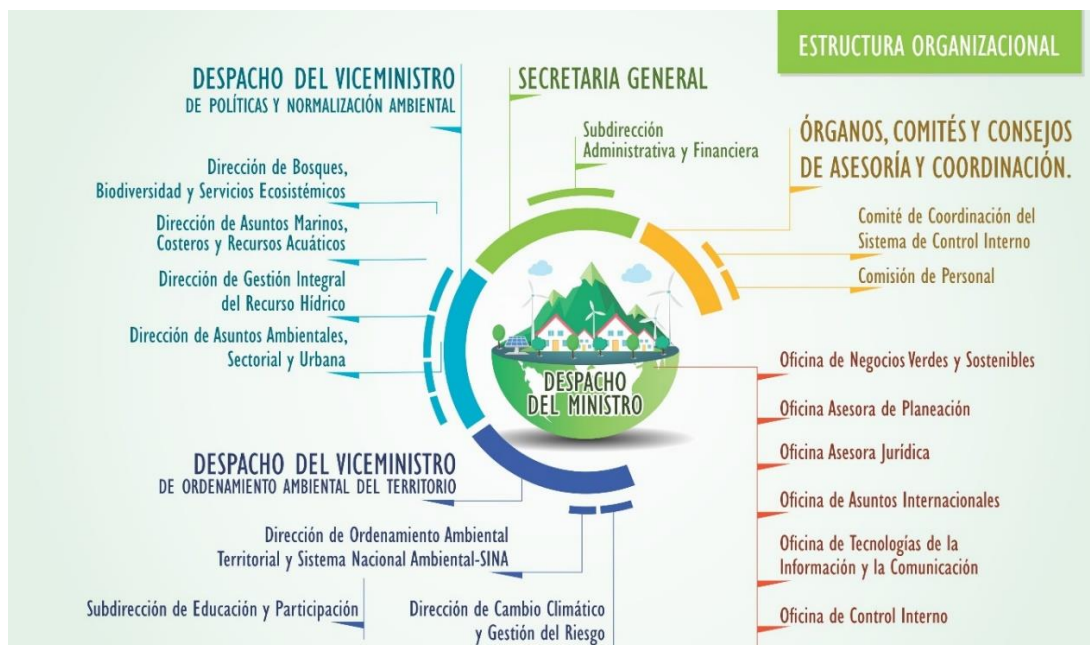 ESTRUCTURA ORGANIZACIONAL
DESPACHO DEL VICEMINISTRO
DE POLÍTICAS Y NORMALIZACIÓN AMBIENTAL
Dirección de Bosques,
Biodiversidad y Servicios Ecosistémicos
Dirección de Asuntos Marinos,
Costeros y Recursos Acuáticos
Dirección de Gestión Integral
del Recurso Hídrico
Dirección de Asuntos Ambientales,
Sectorial y Urbana
SECRETARIA GENERAL
Subdirección
Administrativa y Financiera
ÓRGANOS, COMITÉS Y CONSEJOS
DE ASESORÍA Y COORDINACIÓN.
Comité de Coordinación del
Sistema de Control Interno
Comisión de Personal
DESPACHO
DEL MINISTRO
Oficina de Negocios Verdes y Sostenibles
Oficina Asesora de Planeación
Oficina Asesora Jurídica
Oficina de Asuntos Internacionales
Oficina de Tecnologías de la
Información y la Comunicación
Oficina de Control Interno
DESPACHO DEL VICEMINISTRO
DE ORDENAMIENTO AMBIENTAL DEL TERRITORIO
Dirección de Ordenamiento Ambiental
Territorial y Sistema Nacional Ambiental-SINA
Subdirección de Educación y Participación
Dirección de Cambio Climático
y Gestión del Riesgo